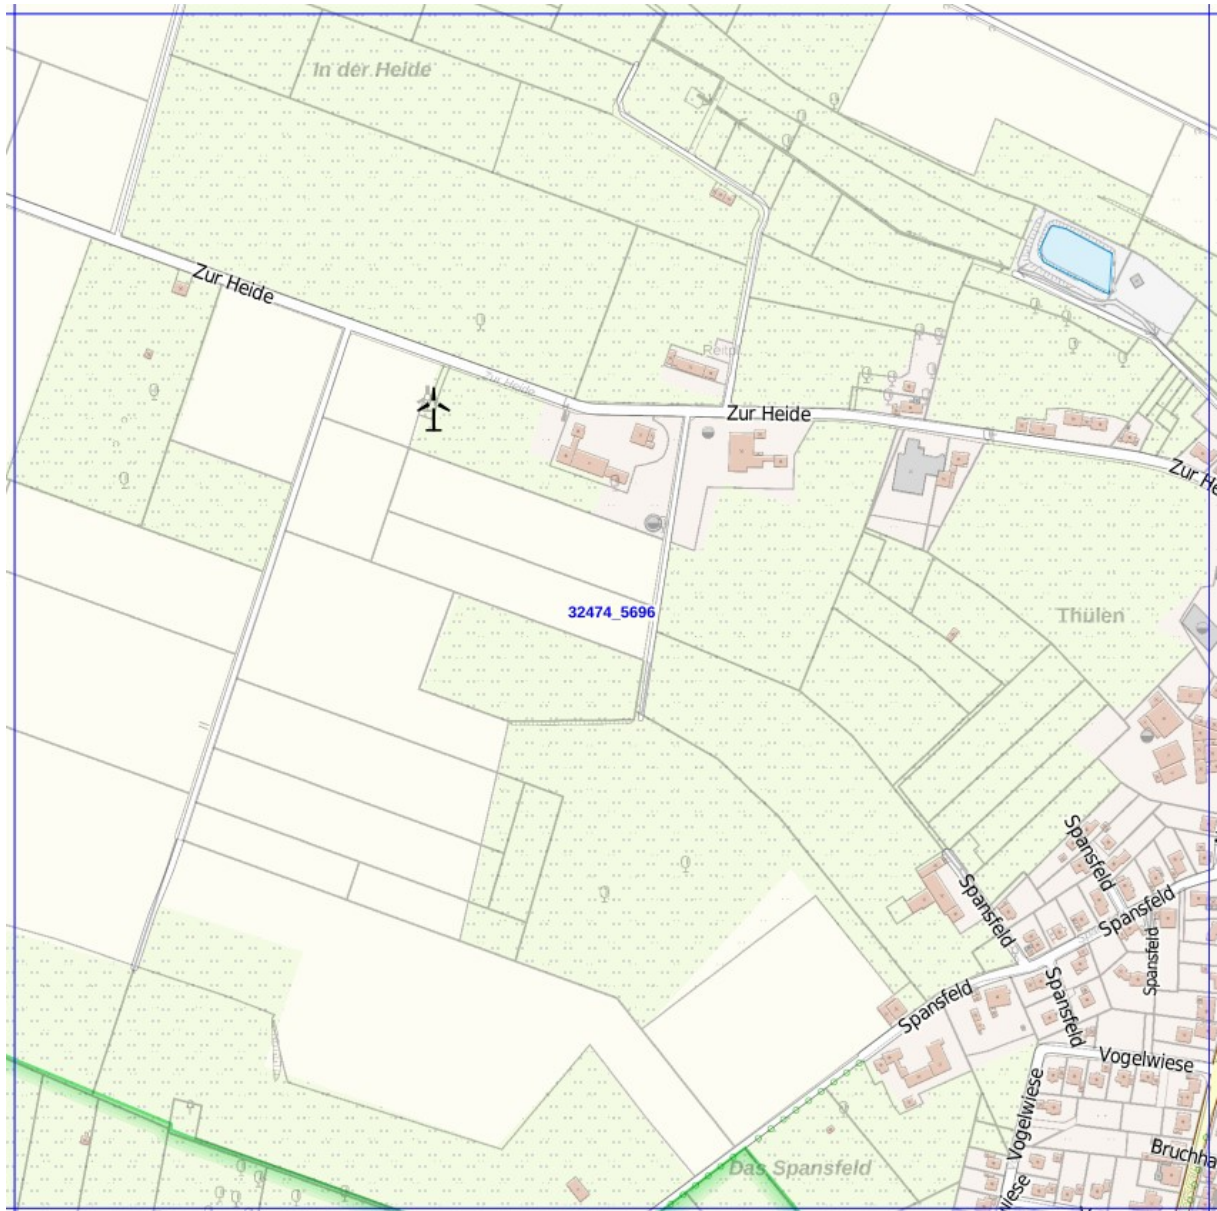 In der Heide
Zur Heide
Zur Heide
Zur Heide
Zur He
32474_5696
Thülen
Spansfeld
Spansfeld
Spansfeld
Spansfeld
Spansfeld
Spansfeld
Vogelwiese
Vogelwiese
Bruchha
Das Spansfeld